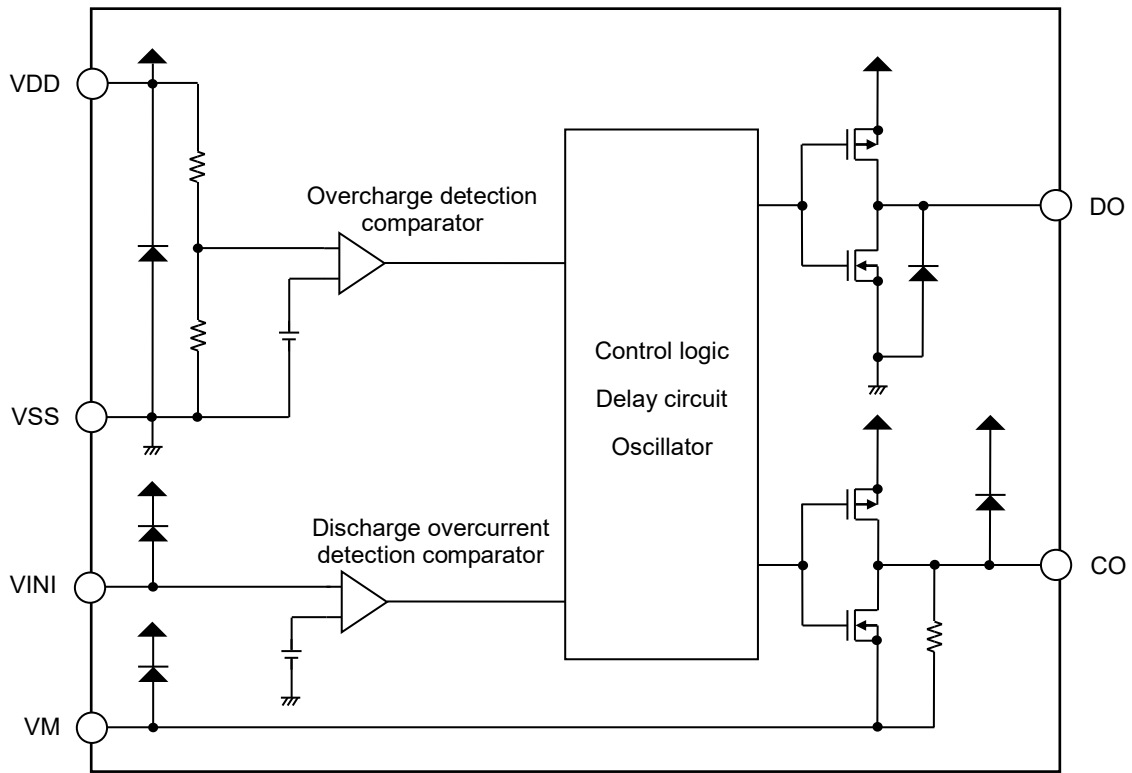 VDD
Overcharge detection
comparator
DO
Control logic
Delay circuit
Oscillator
VSS
Discharge overcurrent
detection comparator
VINI
CO
VM